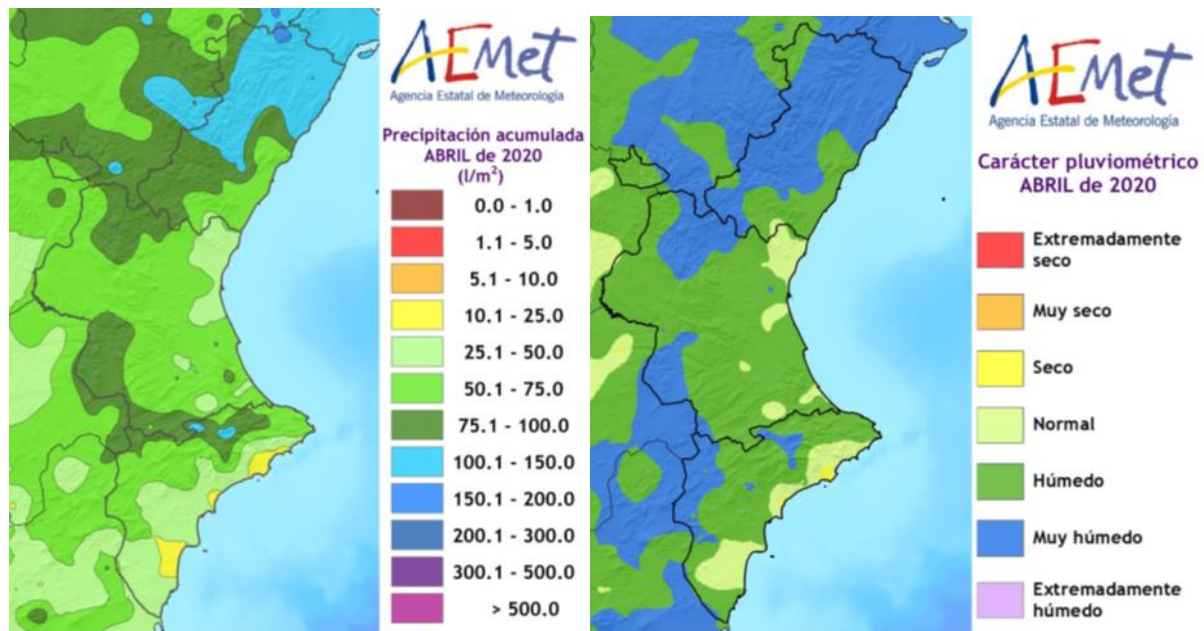 AEMet
Agencia Estatal de Meteorología
Precipitación acumulada
ABRIL de 2020
(l/m²)
0.0 - 1.0
1.1 - 5.0
5.1 - 10.0
10.1 - 25.0
25.1 - 50.0
50.1 - 75.0
75.1 - 100.0
100.1 - 150.0
150.1 - 200.0
200.1 - 300.0
300.1 - 500.0
> 500.0
AEMet
Agencia Estatal de Meteorología
Carácter pluviométrico
ABRIL de 2020
Extremadamente
seco
Muy seco
Seco
Normal
Húmedo
Muy húmedo
Extremadamente
húmedo